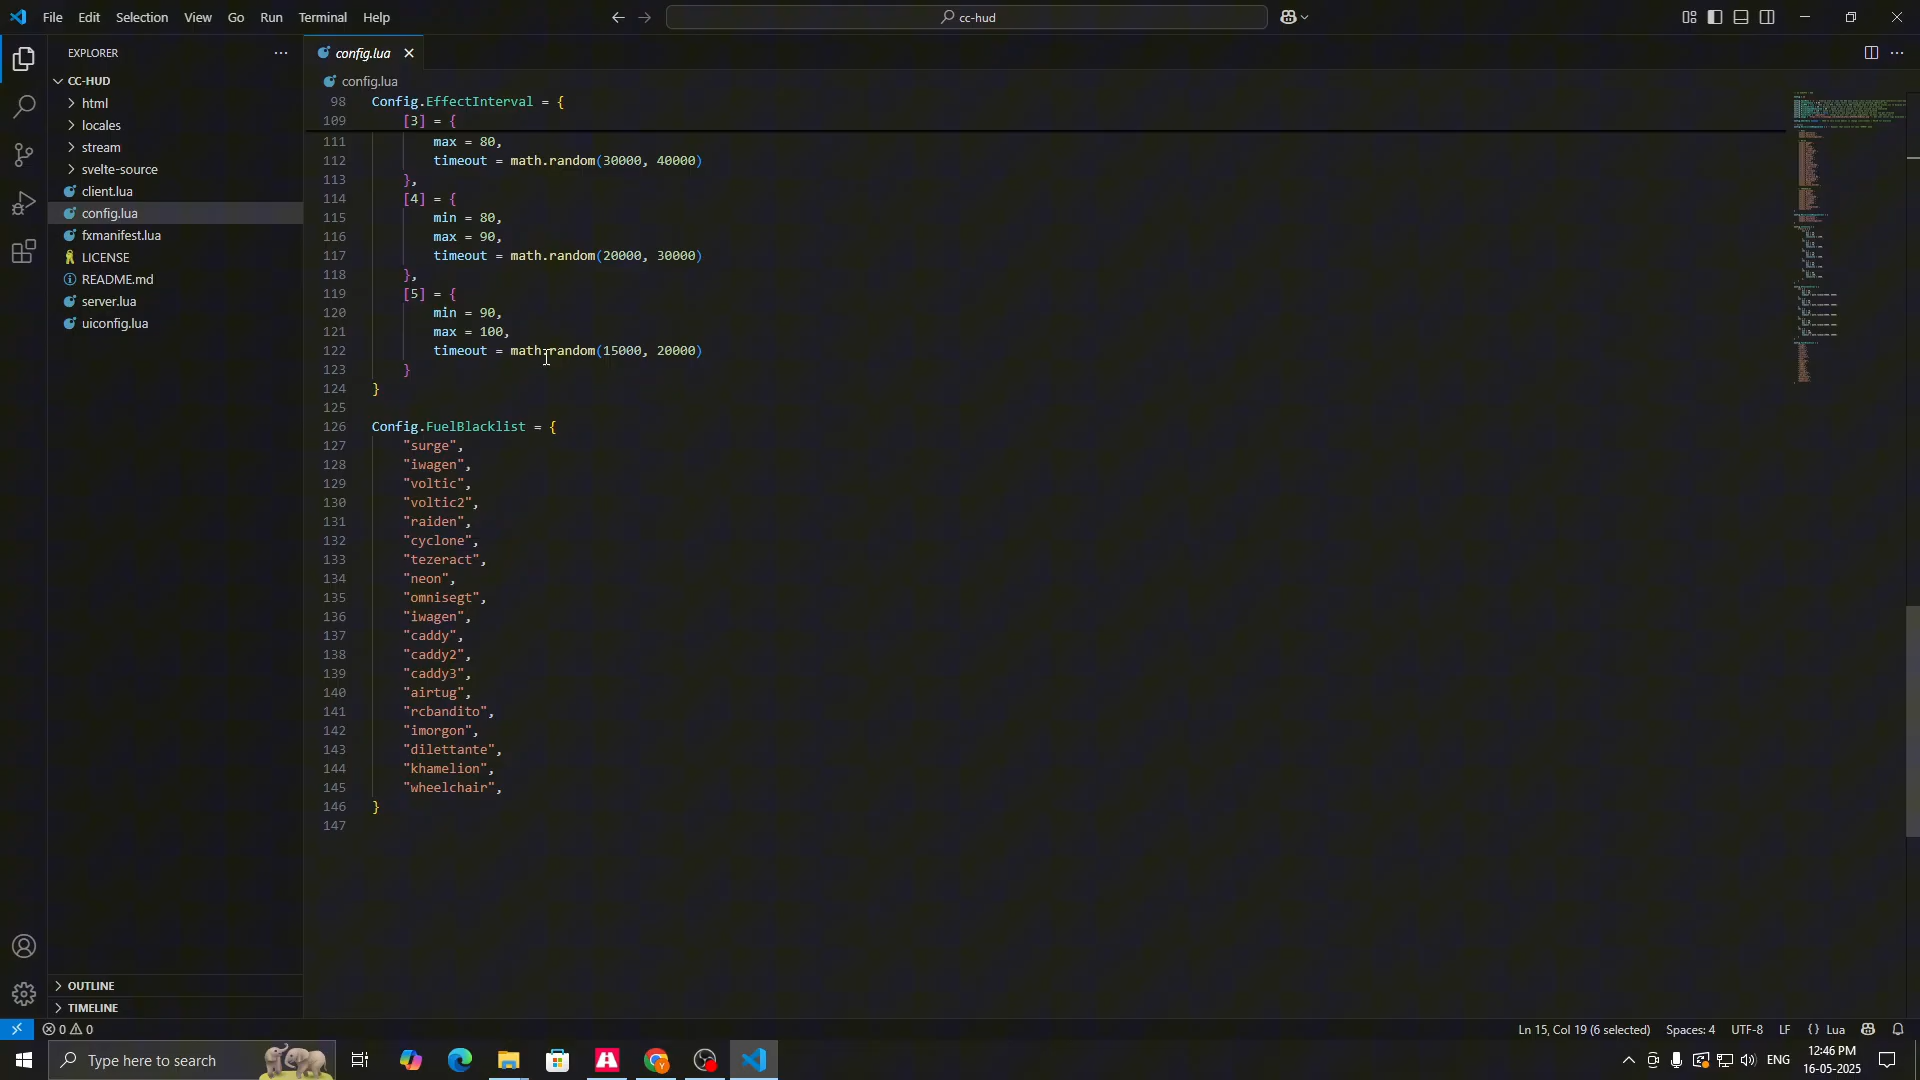 File Edit Selection View Go Run Terminal Help
cc-hud
EXPLORER
CC-HUD
html
locales
stream
svelte-source
client.lua
config.lua
fxmanifest.lua
LICENSE
README.md
server.lua
uiconfig.lua
OUTLINE
TIMELINE
config.lua
config.lua
98 Config.EffectInterval = {
109 [3] = {
111 max = 80,
112 timeout = math.random(30000, 40000)
113 },
114 [4] = {
115 min = 80,
116 max = 90,
117 timeout = math.random(20000, 30000)
118 },
119 [5] = {
120 min = 90,
121 max = 100,
122 timeout = math.random(15000, 20000)
123 }
124 }
125
126 Config.FuelBlacklist = {
127 "surge",
128 "iwagen",
129 "voltic",
130 "voltic2",
131 "raiden",
132 "cyclone",
133 "tezeract",
134 "neon",
135 "omnisegt",
136 "iwagen",
137 "caddy",
138 "caddy2",
139 "caddy3",
140 "airtug",
141 "rcbandito",
142 "imorgon",
143 "dilettante",
144 "khamelion",
145 "wheelchair",
146 }
147
0 0
Ln 15, Col 19 (6 selected) Spaces: 4 UTF-8 LF {} Lua
Type here to search
ENG
12:46 PM
16-05-2025